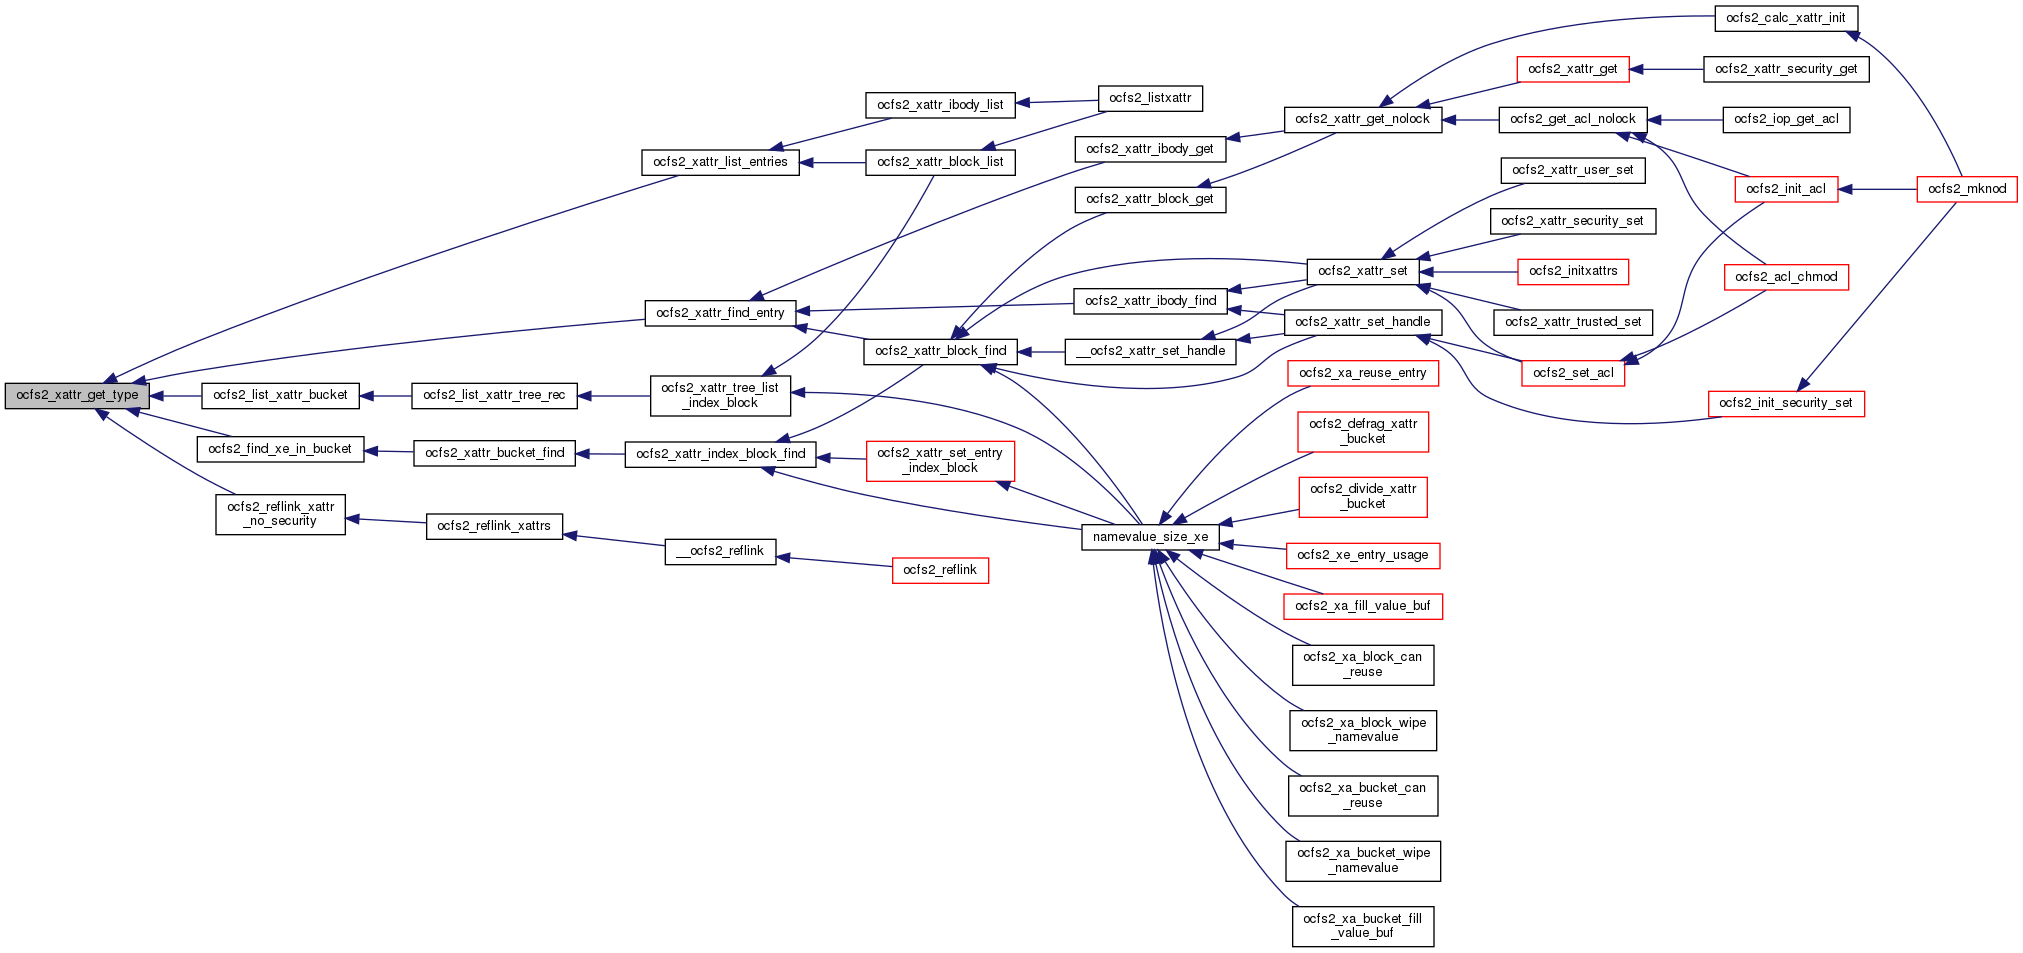 ocfs2_xattr_get_type
ocfs2_xattr_list_entries
ocfs2_xattr_find_entry
ocfs2_list_xattr_bucket
ocfs2_find_xe_in_bucket
ocfs2_reflink_xattr
_no_security
ocfs2_list_xattr_tree_rec
ocfs2_xattr_bucket_find
ocfs2_reflink_xattrs
ocfs2_xattr_tree_list
_index_block
ocfs2_xattr_index_block_find
__ocfs2_reflink
ocfs2_xattr_ibody_list
ocfs2_xattr_block_list
ocfs2_xattr_block_find
ocfs2_xattr_set_entry
_index_block
ocfs2_reflink
ocfs2_listxattr
ocfs2_xattr_ibody_get
ocfs2_xattr_block_get
ocfs2_xattr_ibody_find
__ocfs2_xattr_set_handle
namevalue_size_xe
ocfs2_xattr_get_nolock
ocfs2_xattr_set
ocfs2_xattr_set_handle
ocfs2_xa_reuse_entry
ocfs2_defrag_xattr
_bucket
ocfs2_divide_xattr
_bucket
ocfs2_xe_entry_usage
ocfs2_xa_fill_value_buf
ocfs2_xa_block_can
_reuse
ocfs2_xa_block_wipe
_namevalue
ocfs2_xa_bucket_can
_reuse
ocfs2_xa_bucket_wipe
_namevalue
ocfs2_xa_bucket_fill
_value_buf
ocfs2_xattr_get
ocfs2_get_acl_nolock
ocfs2_xattr_user_set
ocfs2_xattr_security_set
ocfs2_initxattrs
ocfs2_xattr_trusted_set
ocfs2_set_acl
ocfs2_calc_xattr_init
ocfs2_xattr_security_get
ocfs2_iop_get_acl
ocfs2_init_acl
ocfs2_acl_chmod
ocfs2_init_security_set
ocfs2_mknod